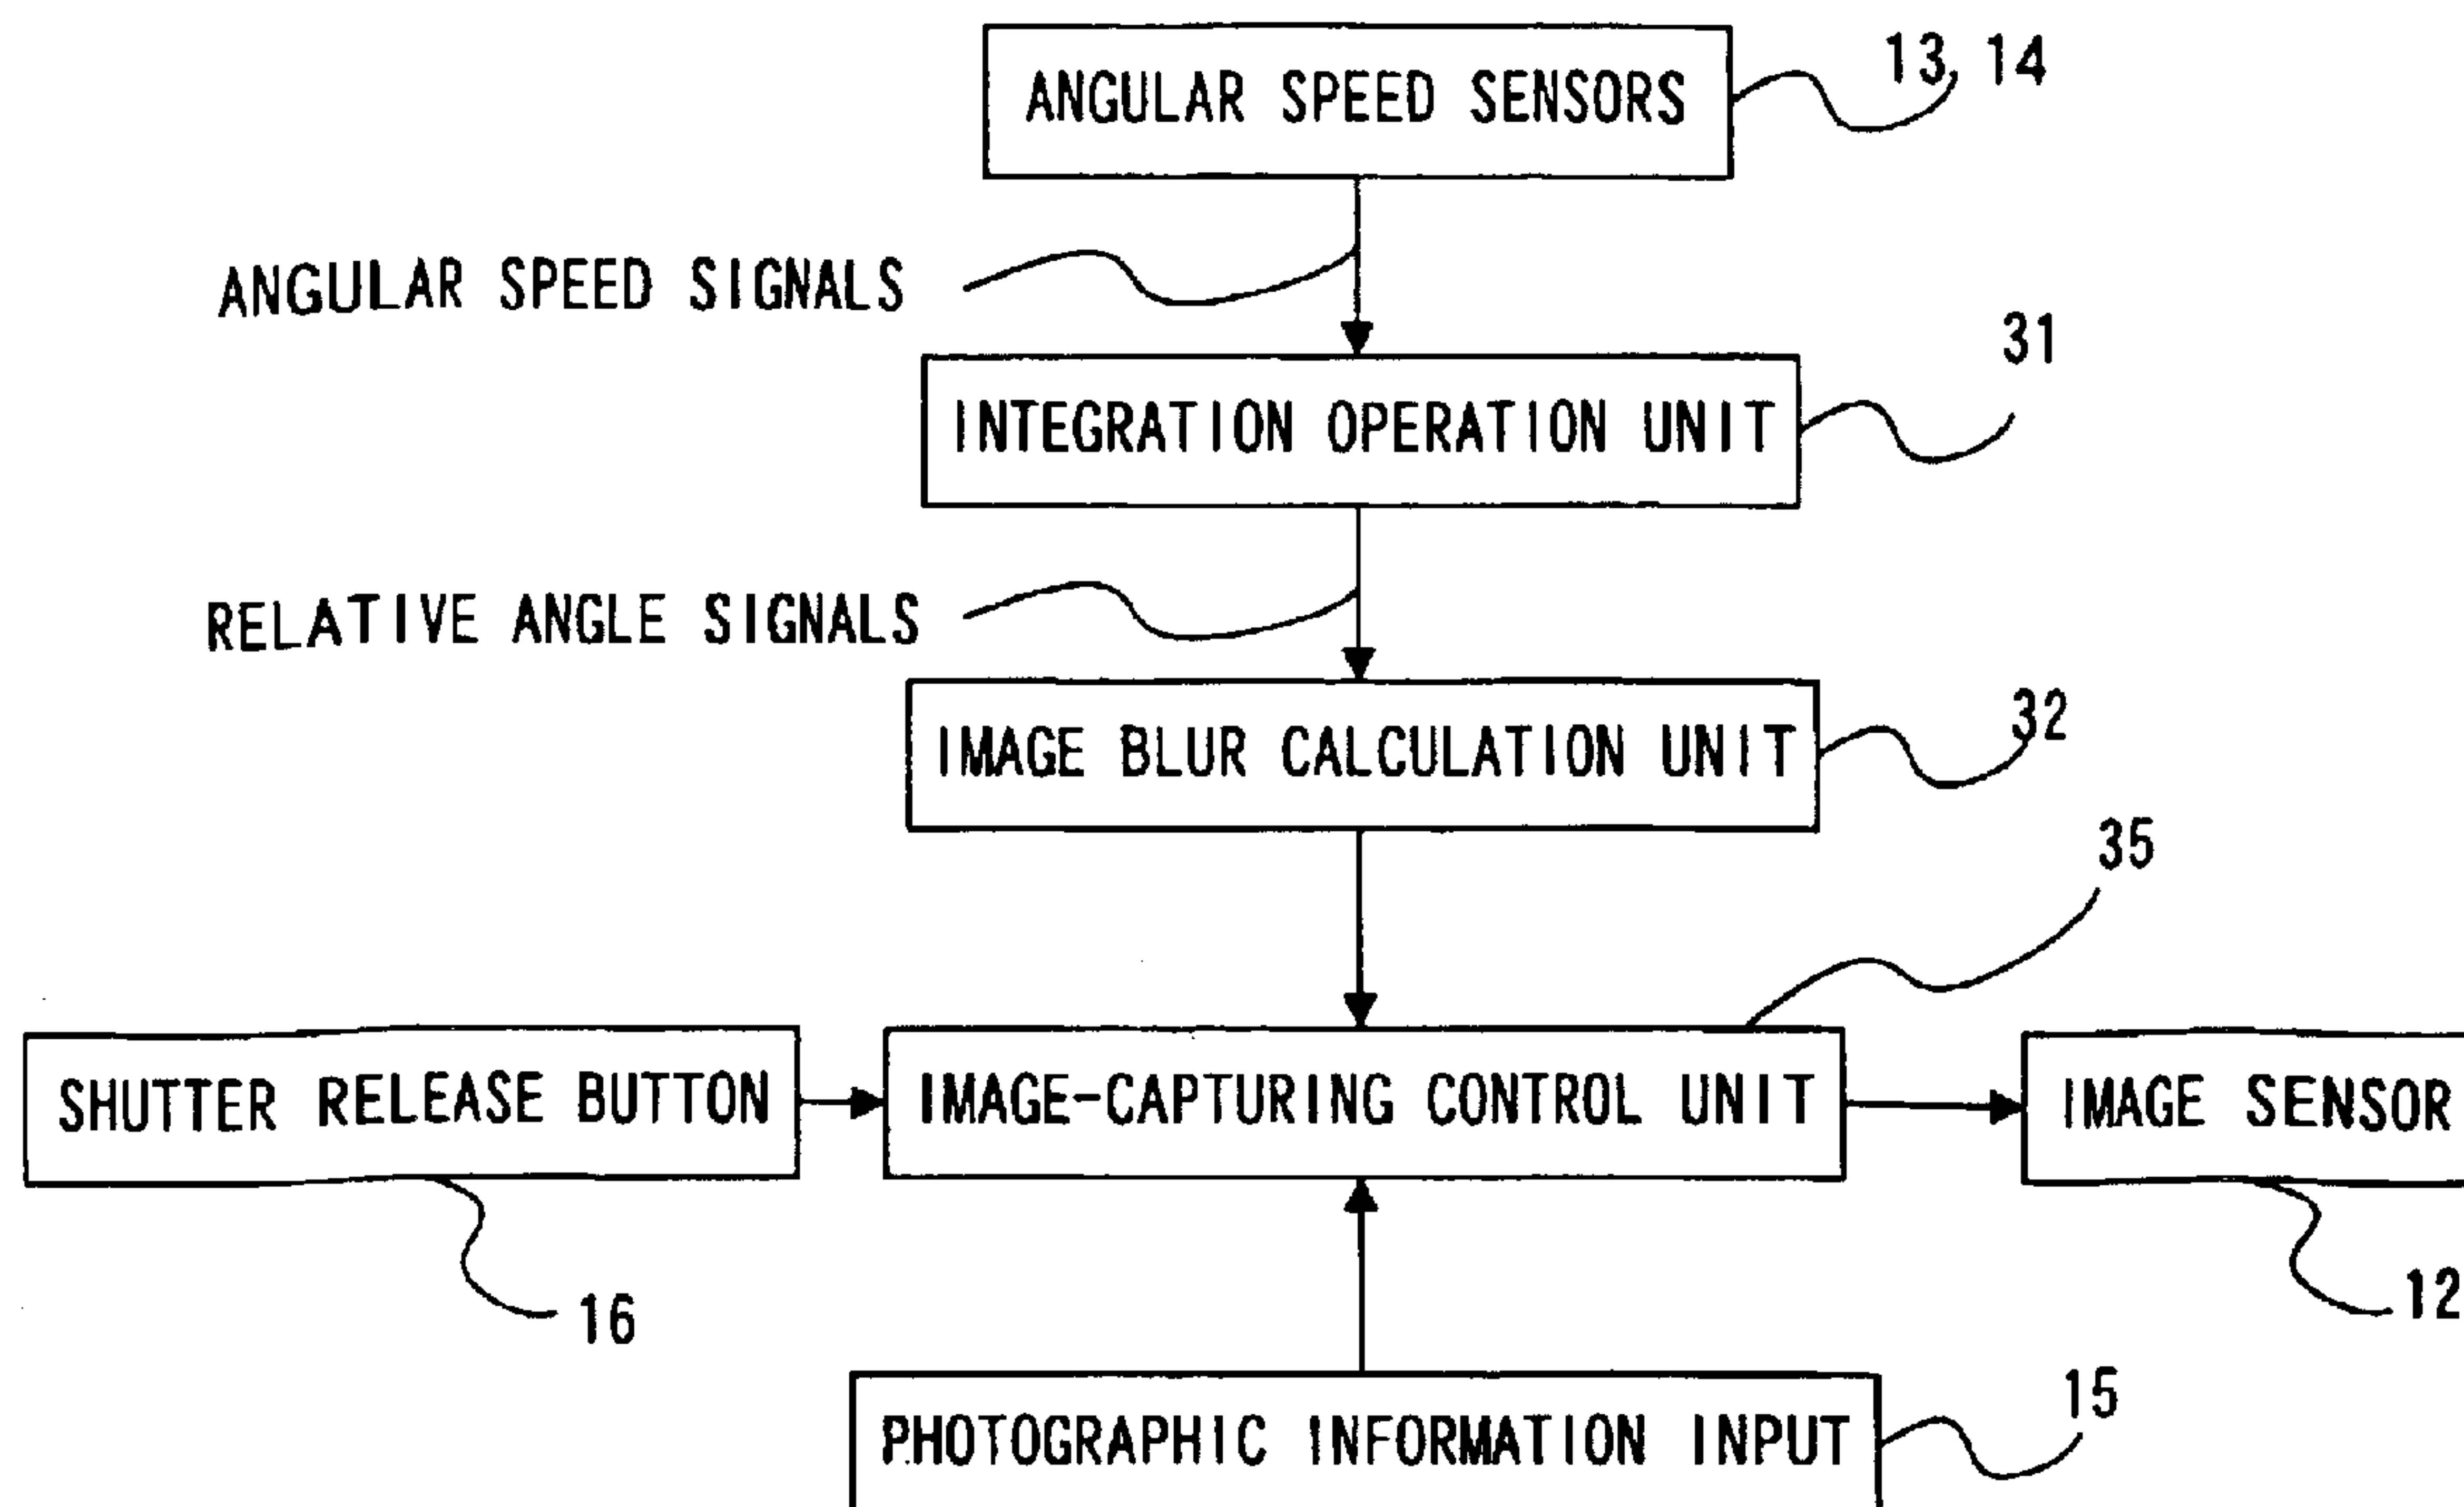 ANGULAR SPEED SENSORS
13, 14
ANGULAR SPEED SIGNALS
31
INTEGRATION OPERATION UNIT
RELATIVE ANGLE SIGNALS
32
IMAGE BLUR CALCULATION UNIT
35
SHUTTER RELEASE BUTTON
IMAGE-CAPTURING CONTROL UNIT
IMAGE SENSOR
16
12
15
PHOTOGRAPHIC INFORMATION INPUT